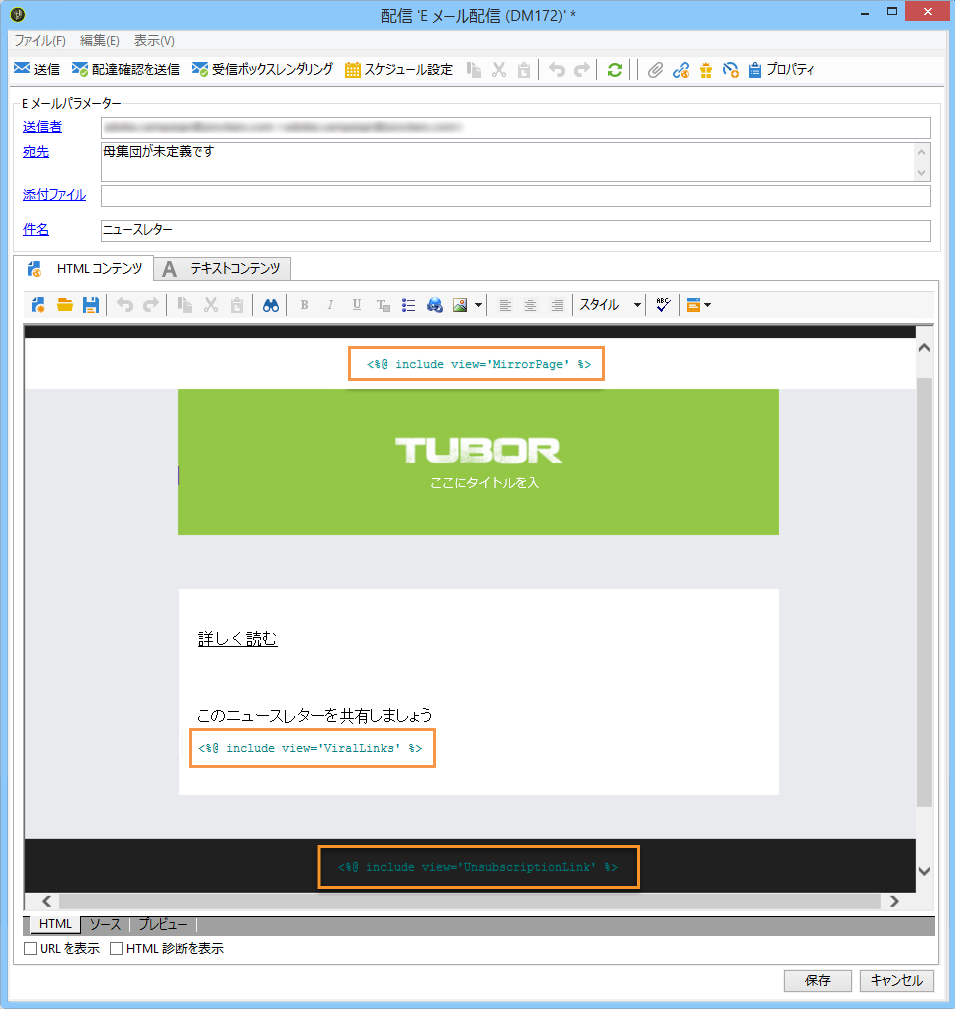 配信 'E メール配信 (DM172)' *
ファイル(F) 編集(E) 表示(V)
送信 配達確認を送信 受信ボックスレンダリング スケジュール設定 プロパティ
E メールパラメーター
送信者
宛先 母集団が未定義です
添付ファイル
件名 ニュースレター
HTML コンテンツ A テキストコンテンツ
B I U スタイル ABC
<%@ include view='MirrorPage' %>
TUBOR
ここにタイトルを入
詳しく読む
このニュースレターを共有しましょう
<%@ include view='ViralLinks' %>
<%@ include view='UnsubscriptionLink' %>
HTML ソース プレビュー
URL を表示 HTML 診断を表示
保存 キャンセル